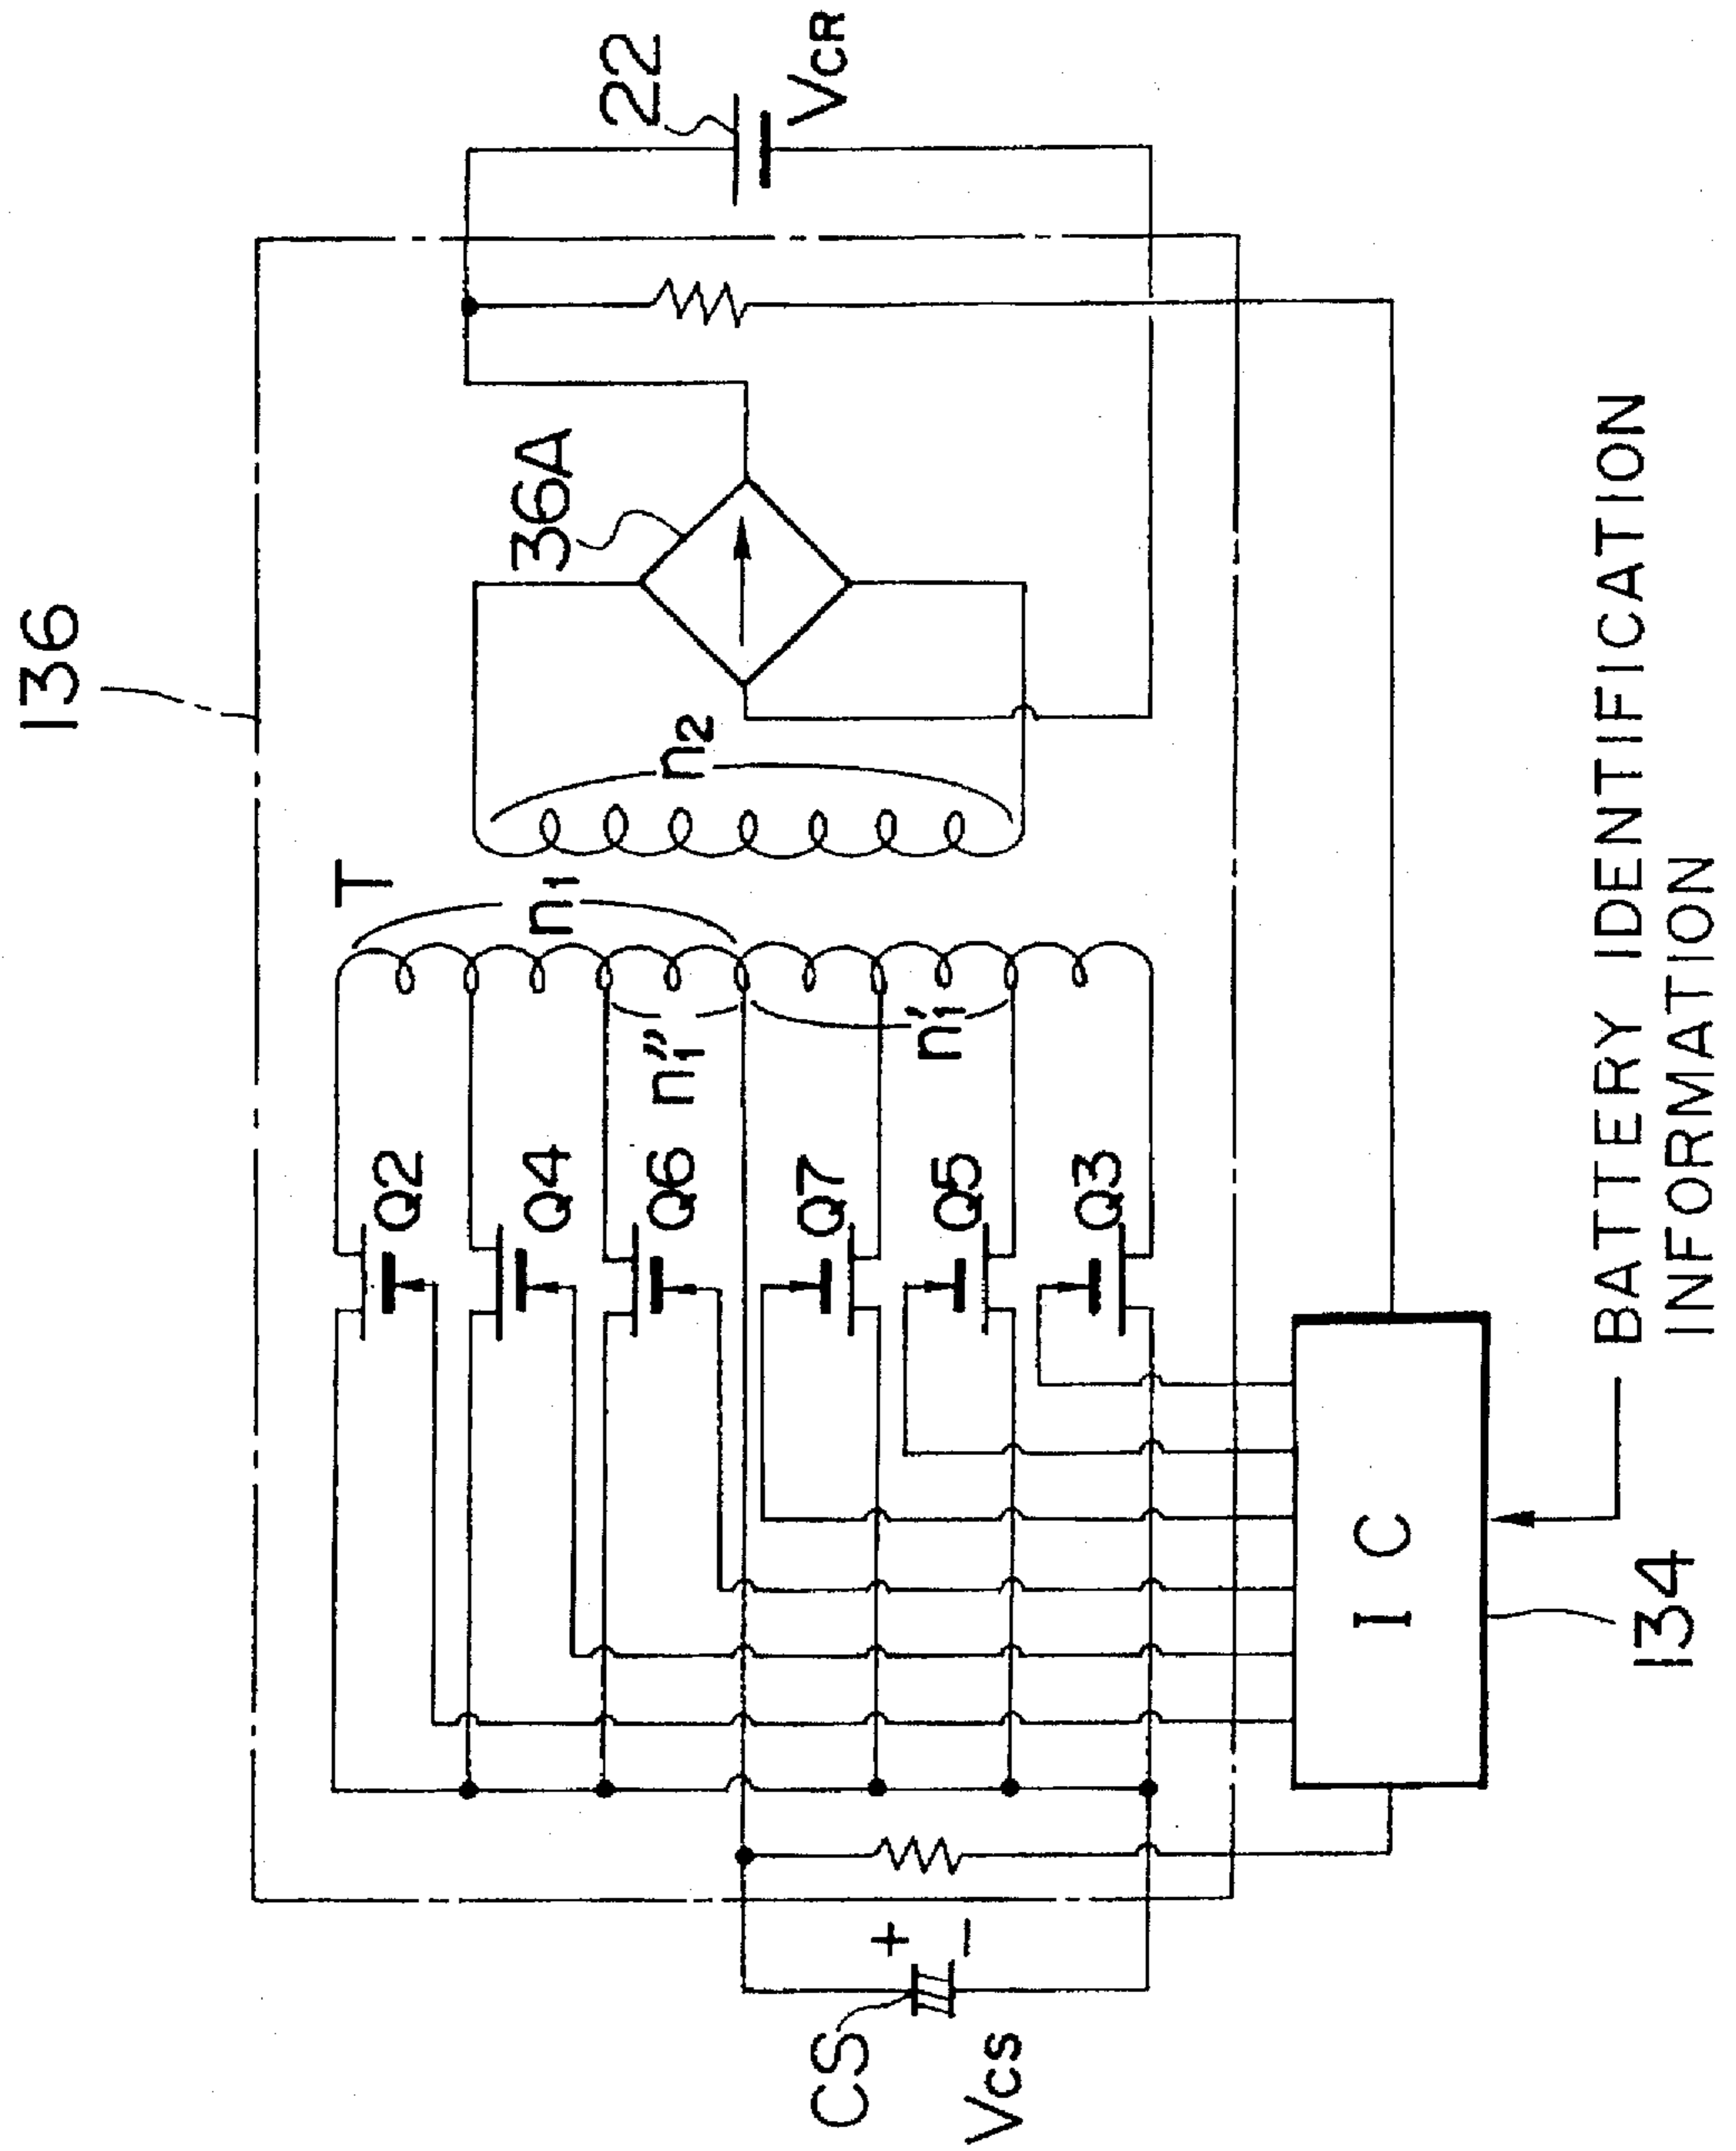 136
T
n1
n2
36A
22
VCR
n1"
n1'
Q2
Q4
Q6
Q7
Q5
Q3
CS
+
−
VCS
IC
134
BATTERY IDENTIFICATION
INFORMATION